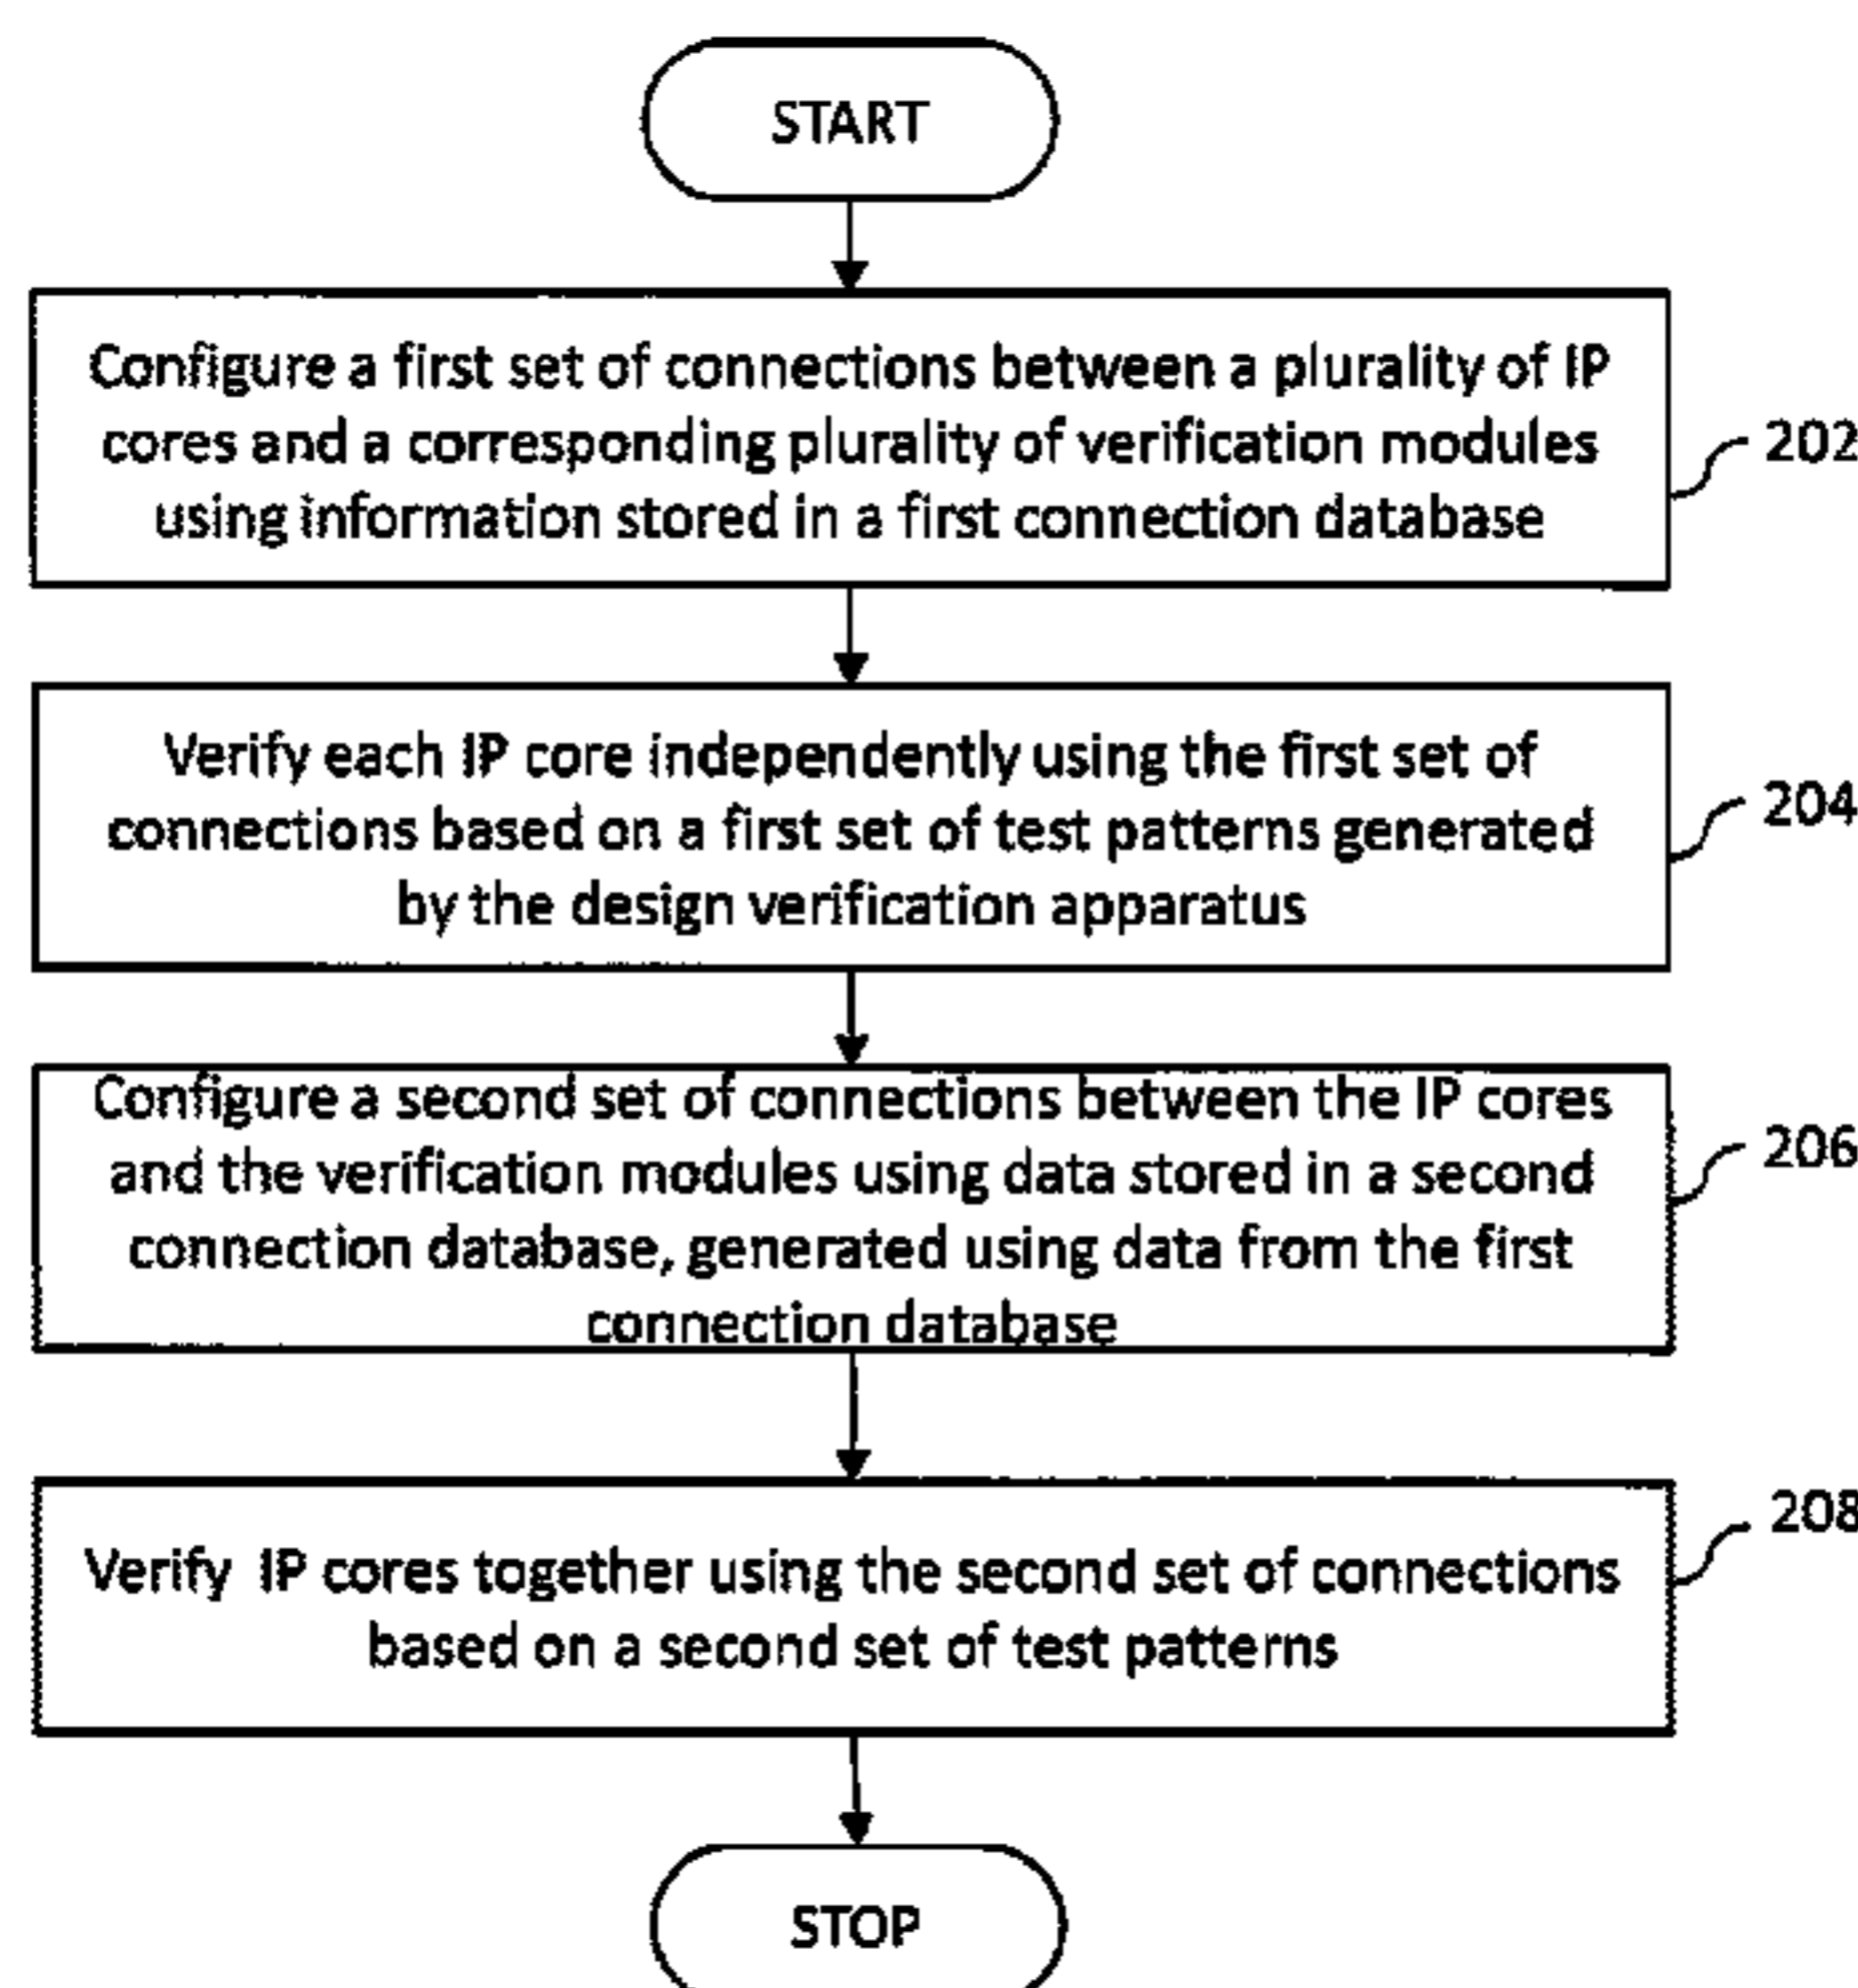 START
Configure a first set of connections between a plurality of IP
cores and a corresponding plurality of verification modules
using information stored in a first connection database
202
Verify each IP core independently using the first set of
connections based on a first set of test patterns generated
by the design verification apparatus
204
Configure a second set of connections between the IP cores
and the verification modules using data stored in a second
connection database, generated using data from the first
connection database
206
Verify IP cores together using the second set of connections
based on a second set of test patterns
208
STOP